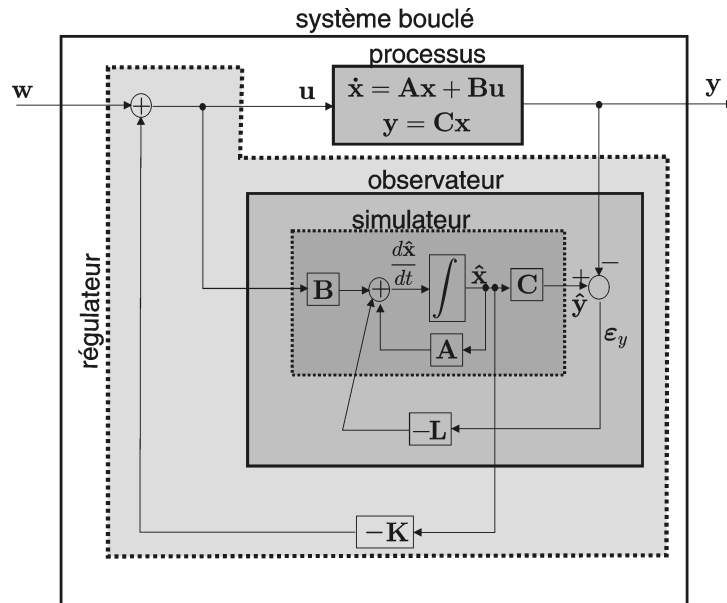 système bouclé
processus
w
u
ẋ = Ax + Bu
y = Cx
y
observateur
simulateur
régulateur
B
dx̂/dt
∫
x̂
C
+
−
ŷ
A
ε_y
−L
−K